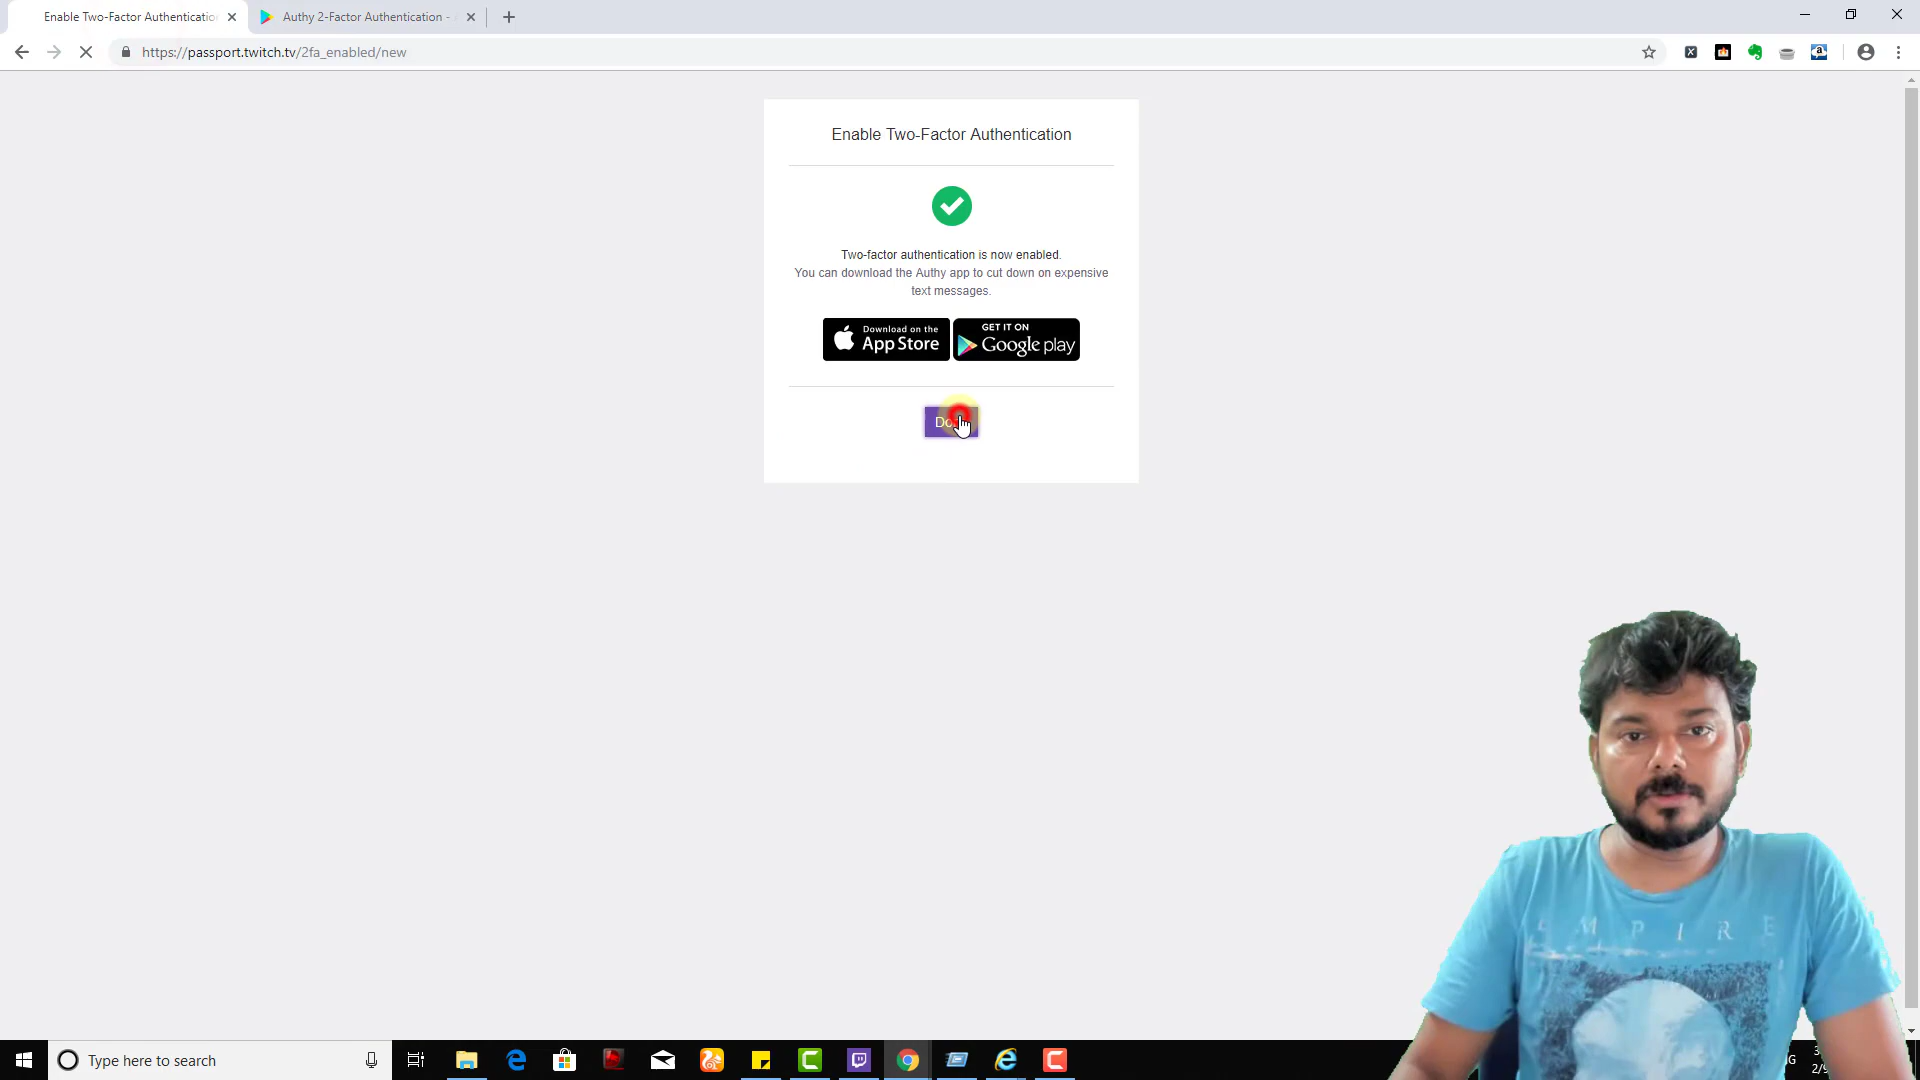 Enable Two-Factor Authentication
Authy 2-Factor Authentication -
https://passport.twitch.tv/2fa_enabled/new
Enable Two-Factor Authentication
Two-factor authentication is now enabled.
You can download the Authy app to cut down on expensive
text messages.
Download on the
App Store
GET IT ON
Google play
EMPIRE
Type here to search